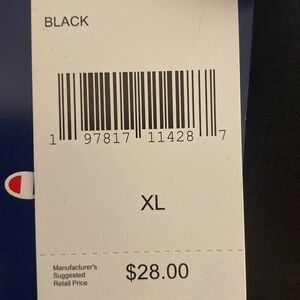 BLACK
1 97817 11428 7
XL
Manufacturer's
Suggested
Retail Price
$28.00